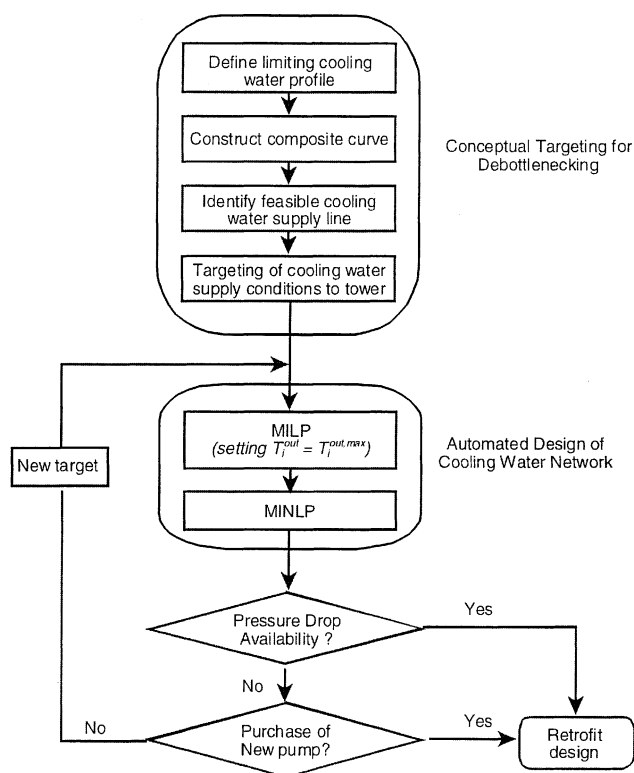 Define limiting cooling
water profile
Construct composite curve
Conceptual Targeting for
Debottlenecking
Identify feasible cooling
water supply line
Targeting of cooling water
supply conditions to tower
MILP
(setting T_i^out = T_i^out,max)
New target
Automated Design of
Cooling Water Network
MINLP
Pressure Drop
Availability ?
Yes
No
Purchase of
New pump?
No
Yes
Retrofit
design